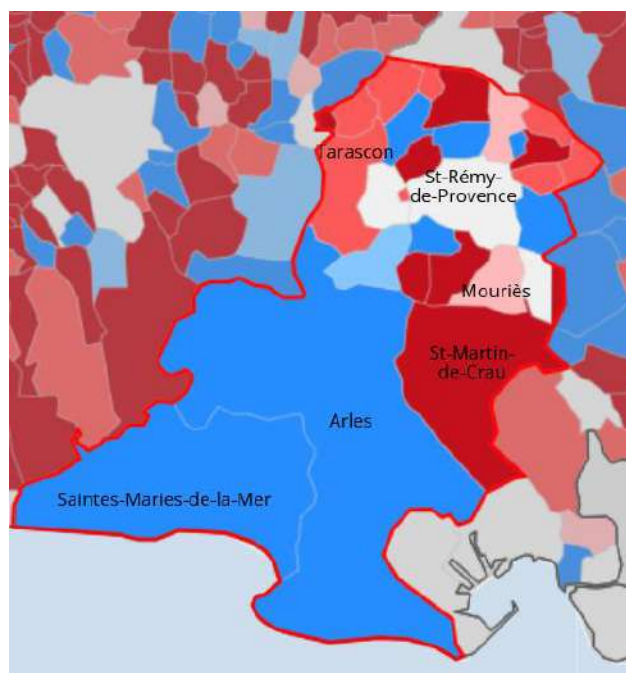 Tarascon
St-Rémy-
de-Provence
Mouriès
St-Martin-
de-Crau
Arles
Saintes-Maries-de-la-Mer